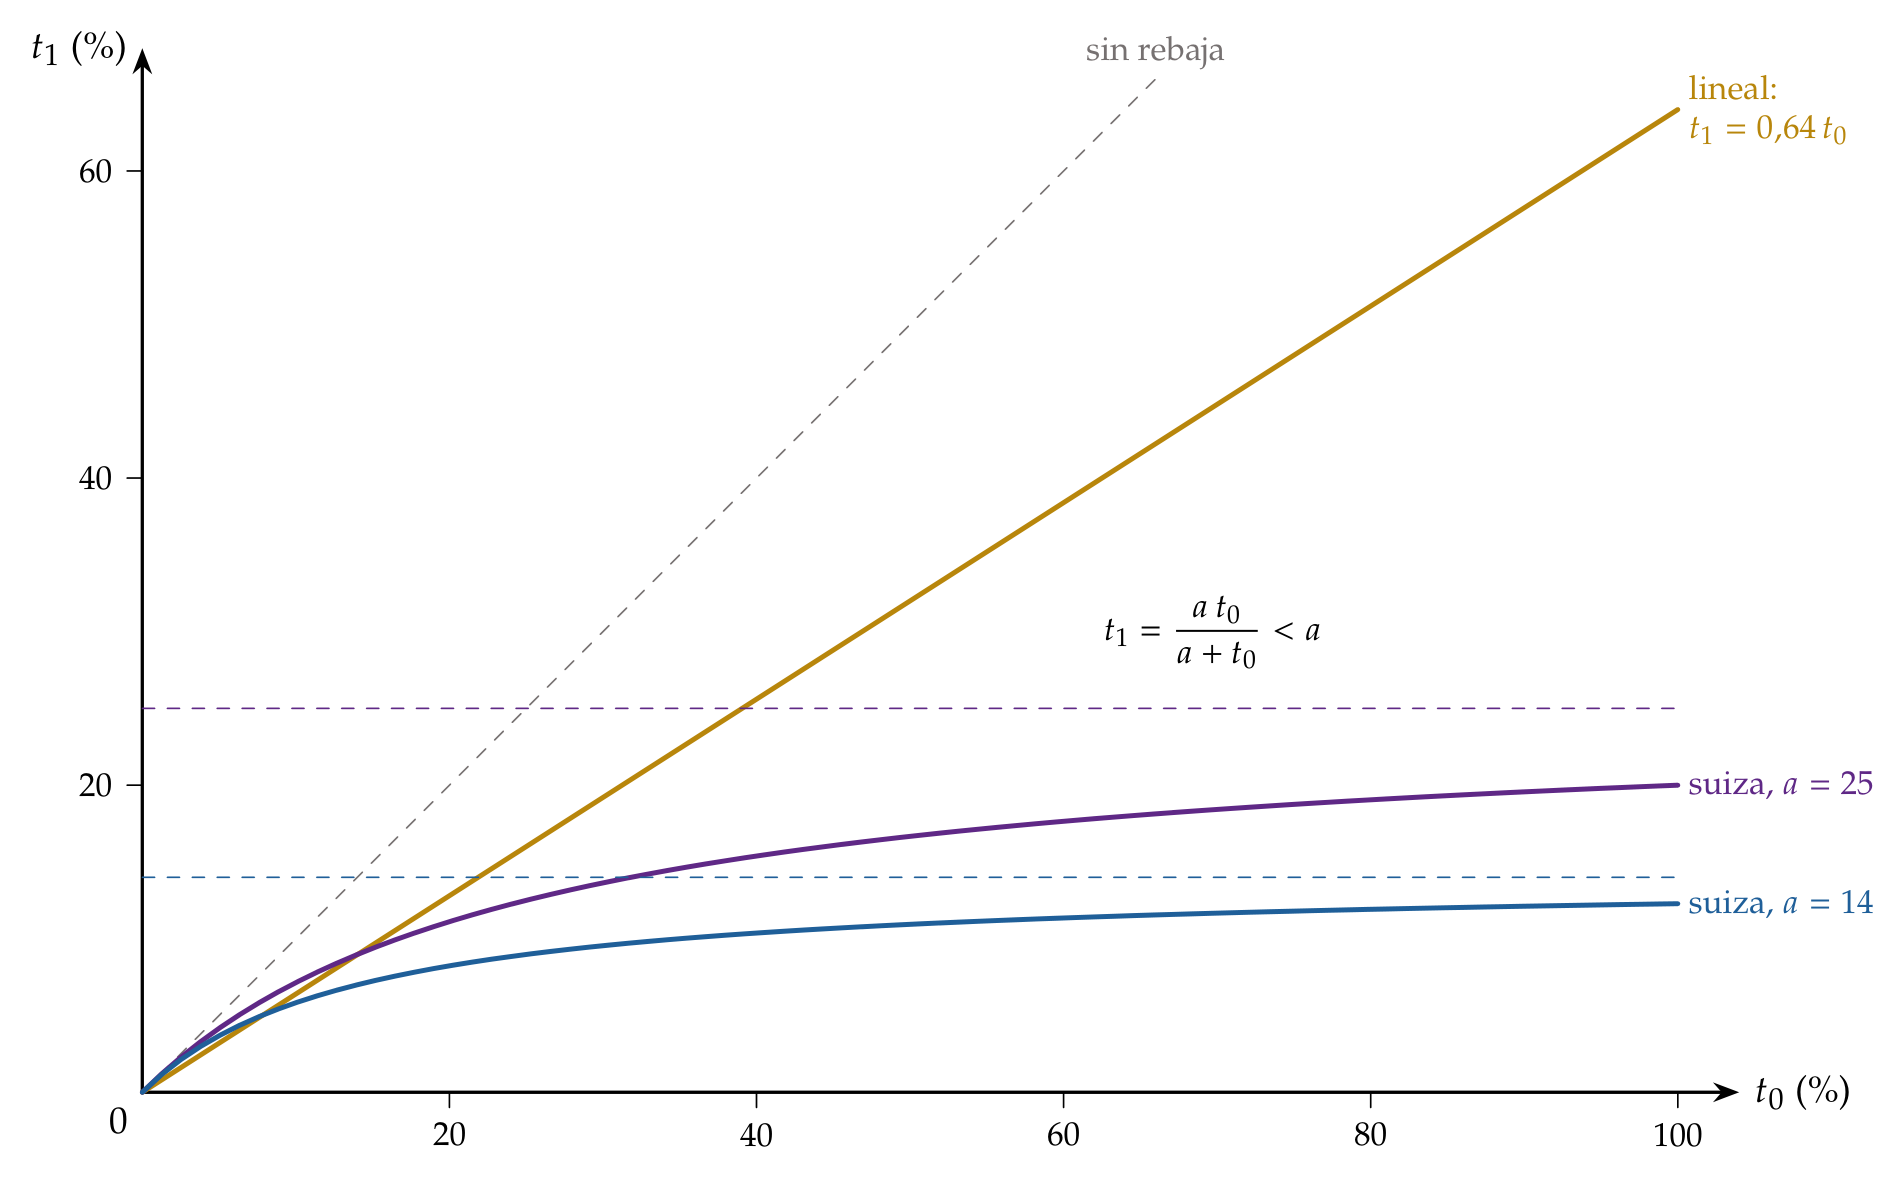 t₁ (%)
sin rebaja
lineal:
t₁ = 0,64 t₀
60
40
t₁ = a t₀ / a + t₀ < a
20
suiza, a = 25
suiza, a = 14
t₀ (%)
0
20 40 60 80 100